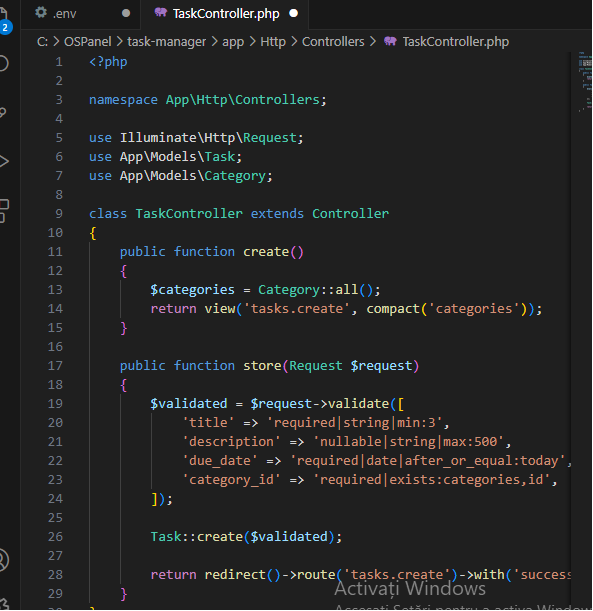 .env
TaskController.php
2
C: > OSPanel > task-manager > app > Http > Controllers > TaskController.php
1 <?php
2
3 namespace App\Http\Controllers;
4
5 use Illuminate\Http\Request;
6 use App\Models\Task;
7 use App\Models\Category;
8
9 class TaskController extends Controller
10 {
11     public function create()
12     {
13         $categories = Category::all();
14         return view('tasks.create', compact('categories'));
15     }
16
17     public function store(Request $request)
18     {
19         $validated = $request->validate([
20             'title' => 'required|string|min:3',
21             'description' => 'nullable|string|max:500',
22             'due_date' => 'required|date|after_or_equal:today',
23             'category_id' => 'required|exists:categories,id',
24         ]);
25
26         Task::create($validated);
27
28         return redirect()->route('tasks.create')->with('success
29     }
Activați Windows
Accesați Setări pentru a activa Windows